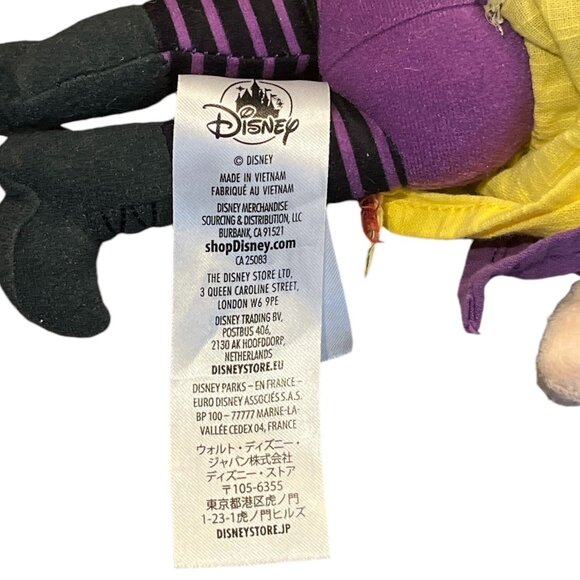 Disney
© DISNEY
MADE IN VIETNAM
FABRIQUÉ AU VIETNAM
DISNEY MERCHANDISE
SOURCING & DISTRIBUTION, LLC
BURBANK, CA 91521
shopDisney.com
CA 25083
THE DISNEY STORE LTD,
3 QUEEN CAROLINE STREET,
LONDON W6 9PE
DISNEY TRADING BV,
POSTBUS 406,
2130 AK HOOFDDORP,
NETHERLANDS
DISNEYSTORE.EU
DISNEY PARKS – EN FRANCE –
EURO DISNEY ASSOCIÉS S.A.S.
BP 100 – 77777 MARNE-LA-
VALLÉE CEDEX 04, FRANCE
ウォルト・ディズニー・
ジャパン株式会社
ディズニー・ストア
〒105-6355
東京都港区虎ノ門
1-23-1虎ノ門ヒルズ
DISNEYSTORE.JP